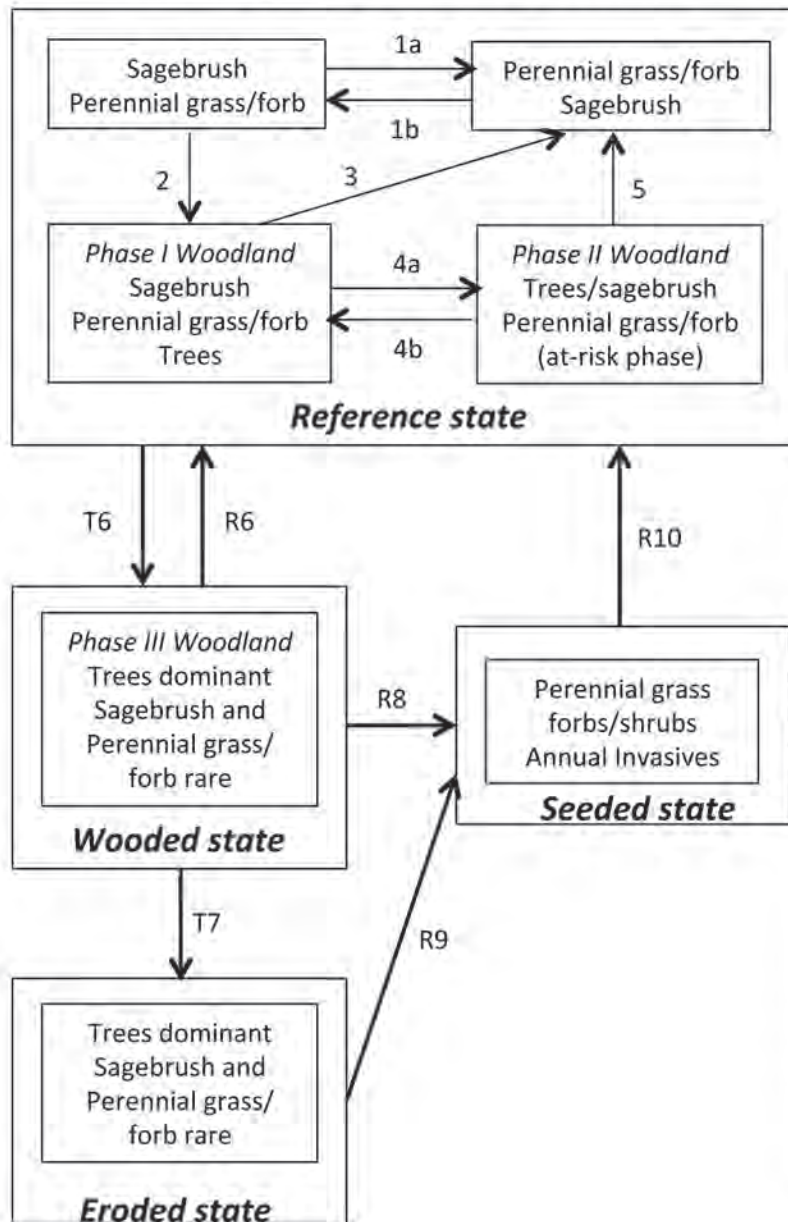 Sagebrush
Perennial grass/forb
1a
1b
Perennial grass/forb
Sagebrush
2
3
5
Phase I Woodland
Sagebrush
Perennial grass/forb
Trees
4a
4b
Phase II Woodland
Trees/sagebrush
Perennial grass/forb
(at-risk phase)
Reference state
T6
R6
R10
Phase III Woodland
Trees dominant
Sagebrush and
Perennial grass/
forb rare
Wooded state
R8
Perennial grass
forbs/shrubs
Annual Invasives
Seeded state
T7
R9
Trees dominant
Sagebrush and
Perennial grass/
forb rare
Eroded state